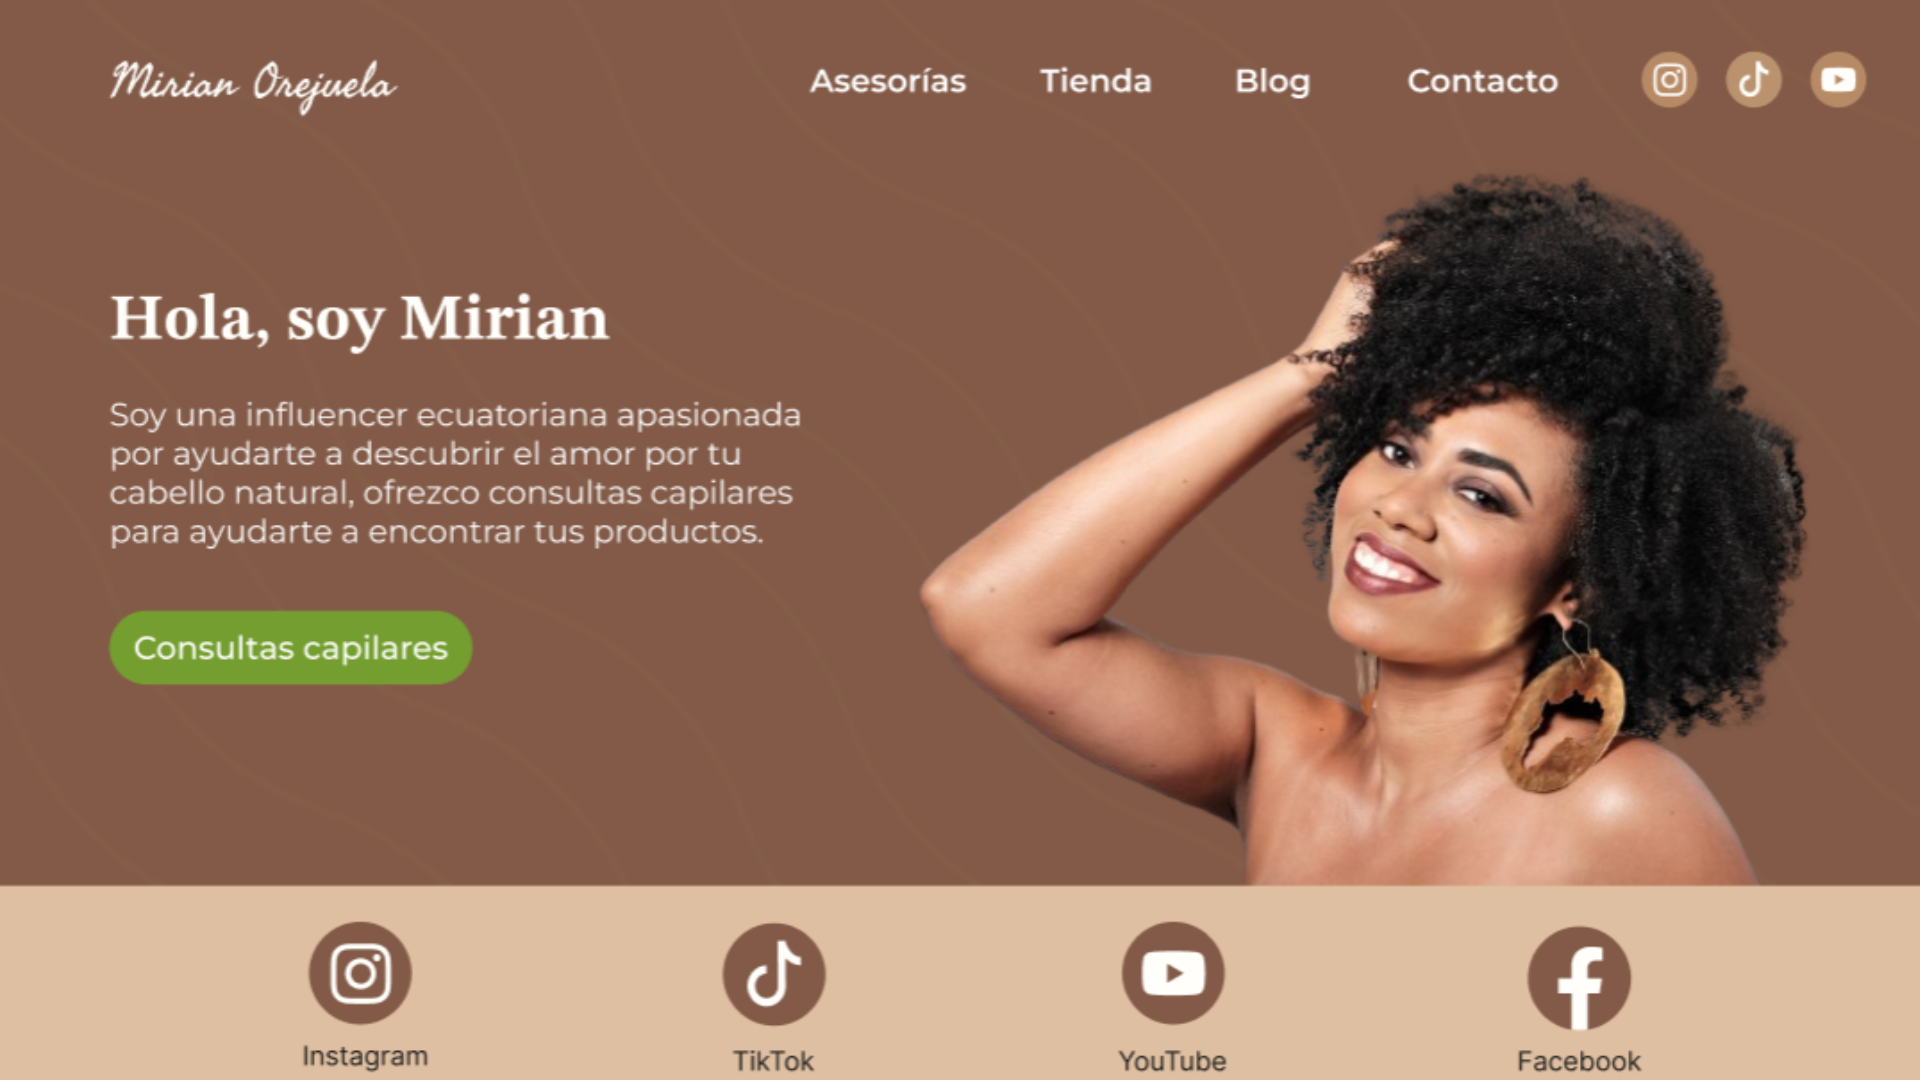 Mirian Orejuela
Asesorías
Tienda
Blog
Contacto
Hola, soy Mirian
Soy una influencer ecuatoriana apasionada
por ayudarte a descubrir el amor por tu
cabello natural, ofrezco consultas capilares
para ayudarte a encontrar tus productos.
Consultas capilares
Instagram
TikTok
YouTube
Facebook